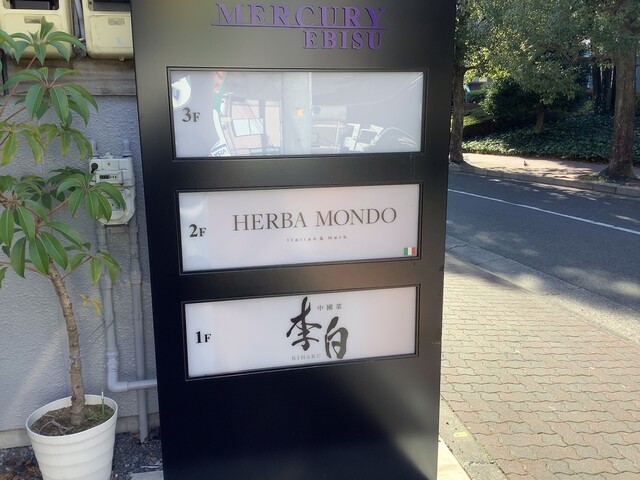 MERCURY
EBISU
3F
2F
HERBA MONDO
Italian & Herb
1F
中國菜
李白
RIHAKU